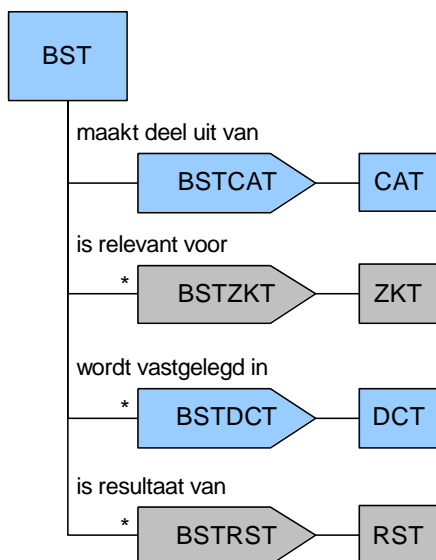 BST
maakt deel uit van
BSTCAT CAT
is relevant voor
* BSTZKT ZKT
wordt vastgelegd in
* BSTDCT DCT
is resultaat van
* BSTRST RST